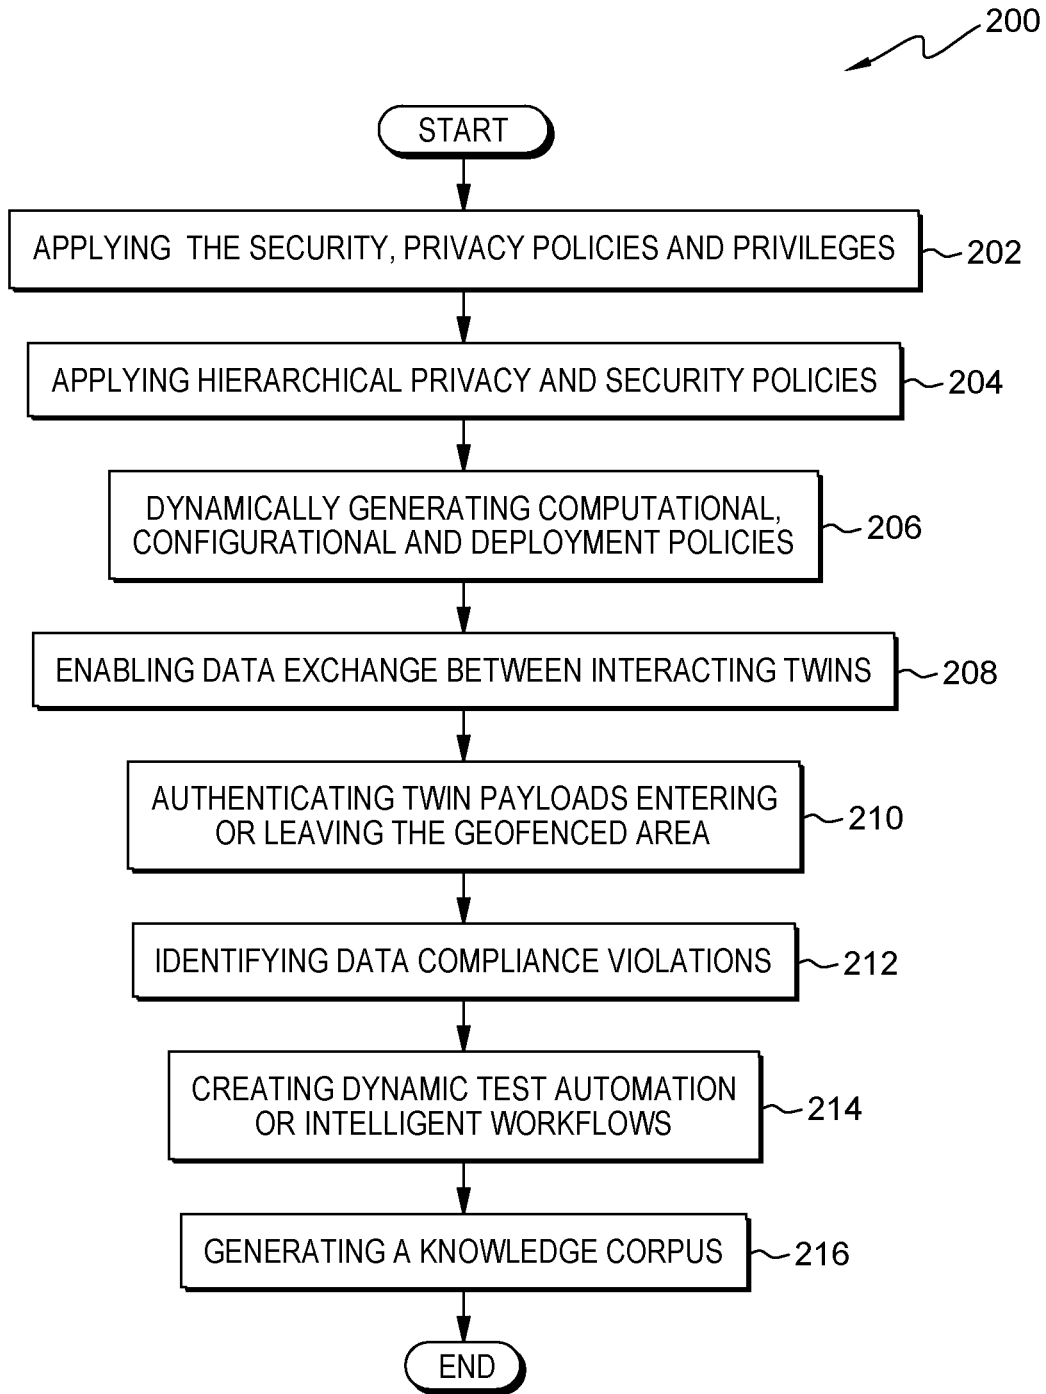 200
START
APPLYING THE SECURITY, PRIVACY POLICIES AND PRIVILEGES
202
APPLYING HIERARCHICAL PRIVACY AND SECURITY POLICIES
204
DYNAMICALLY GENERATING COMPUTATIONAL,
CONFIGURATIONAL AND DEPLOYMENT POLICIES
206
ENABLING DATA EXCHANGE BETWEEN INTERACTING TWINS
208
AUTHENTICATING TWIN PAYLOADS ENTERING
OR LEAVING THE GEOFENCED AREA
210
IDENTIFYING DATA COMPLIANCE VIOLATIONS
212
CREATING DYNAMIC TEST AUTOMATION
OR INTELLIGENT WORKFLOWS
214
GENERATING A KNOWLEDGE CORPUS
216
END